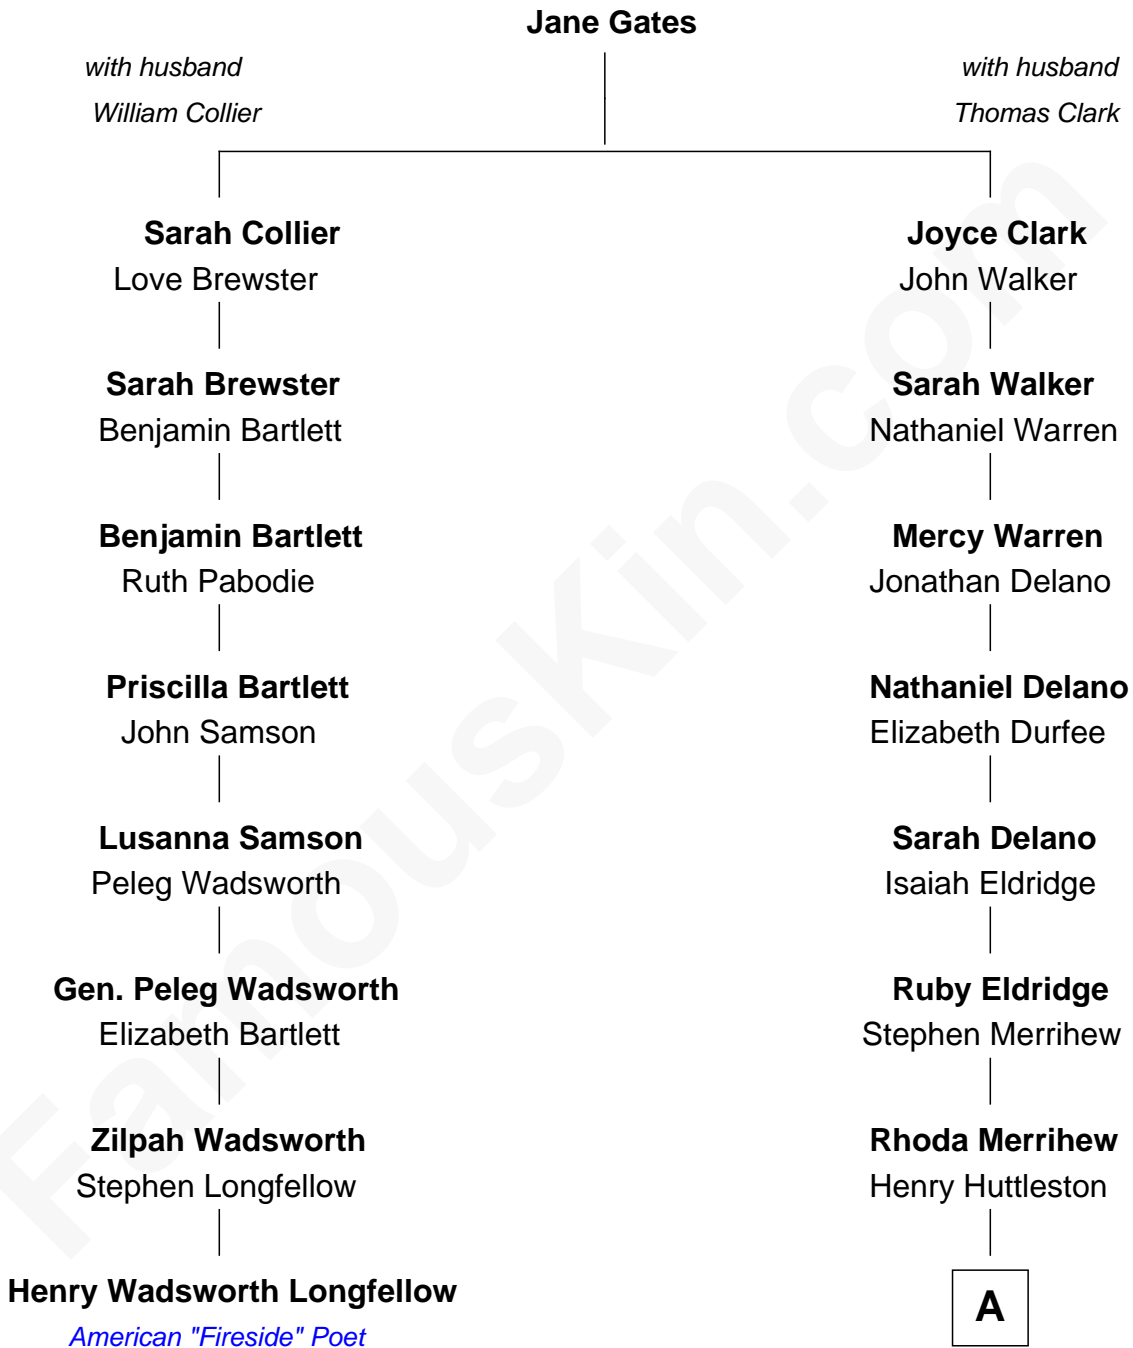 Jane Gates
with husband
William Collier
with husband
Thomas Clark
Sarah Collier
Love Brewster
Joyce Clark
John Walker
Sarah Brewster
Benjamin Bartlett
Sarah Walker
Nathaniel Warren
Benjamin Bartlett
Ruth Pabodie
Mercy Warren
Jonathan Delano
Priscilla Bartlett
John Samson
Nathaniel Delano
Elizabeth Durfee
Lusanna Samson
Peleg Wadsworth
Sarah Delano
Isaiah Eldridge
Gen. Peleg Wadsworth
Elizabeth Bartlett
Ruby Eldridge
Stephen Merrihew
Zilpah Wadsworth
Stephen Longfellow
Rhoda Merrihew
Henry Huttleston
Henry Wadsworth Longfellow
American "Fireside" Poet
A
FamousKin.com